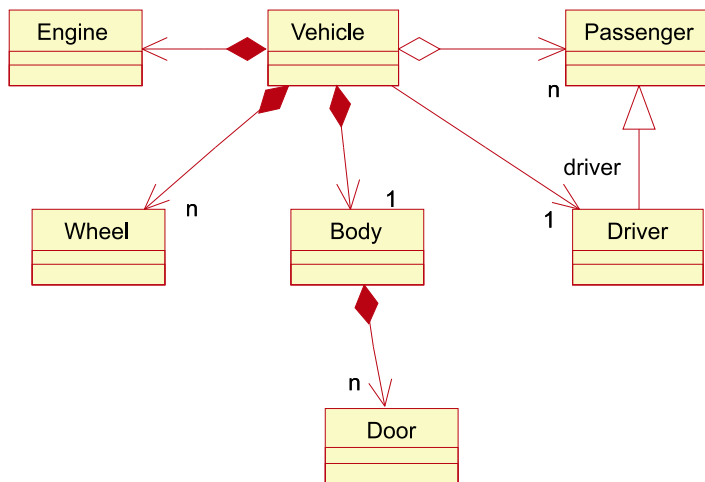 Engine
Vehicle
Passenger
n
driver
n
1
1
Wheel
Body
Driver
n
Door